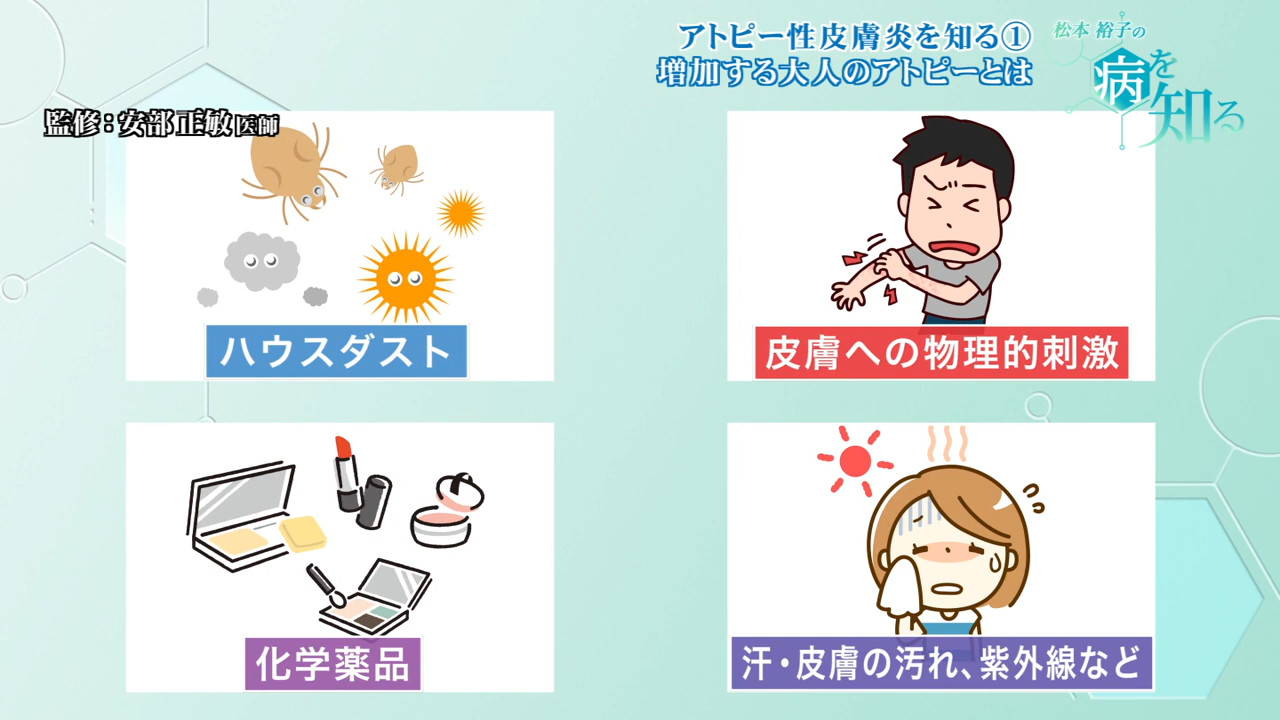 アトピー性皮膚炎を知る①
増加する大人のアトピーとは
松本 裕子の
病を知る
監修:安部 正敏 医師
ハウスダスト
皮膚への物理的刺激
化学薬品
汗・皮膚の汚れ、紫外線など